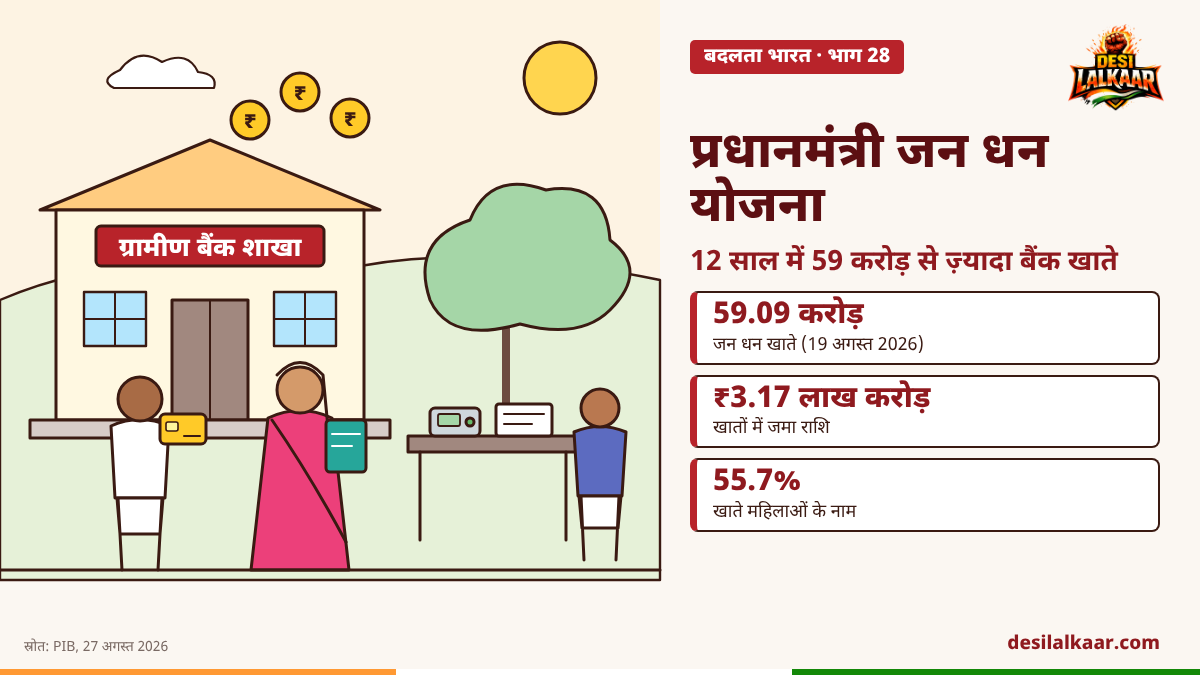 बदलता भारत · भाग 28
DESI
LALKAAR
₹
₹
₹
ग्रामीण बैंक शाखा
प्रधानमंत्री जन धन
योजना
12 साल में 59 करोड़ से ज़्यादा बैंक खाते
59.09 करोड़
जन धन खाते (19 अगस्त 2026)
₹3.17 लाख करोड़
खातों में जमा राशि
55.7%
खाते महिलाओं के नाम
स्रोत: PIB, 27 अगस्त 2026
desilalkaar.com